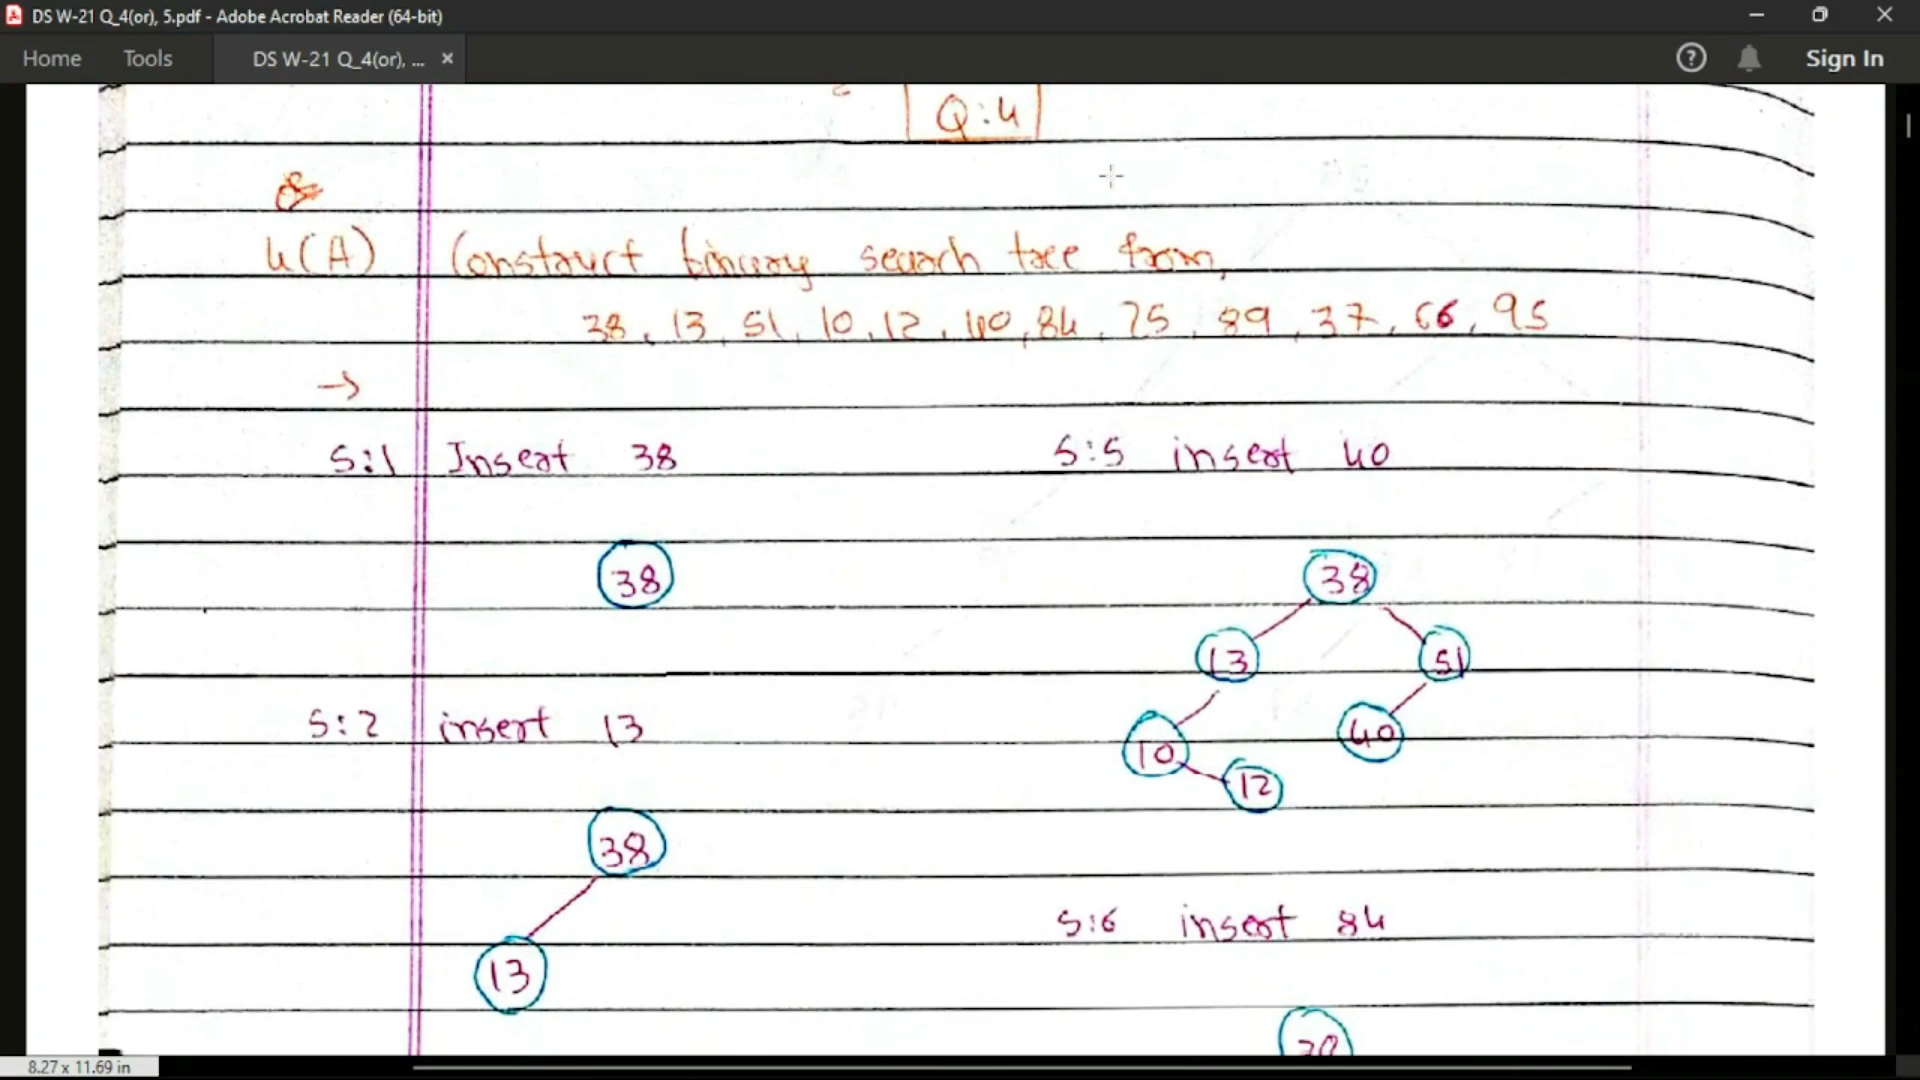 DS W-21 Q_4(or), 5.pdf - Adobe Acrobat Reader (64-bit)
Home Tools DS W-21 Q_4(or), ... × Sign In
Q:4
4(A) Construct binary search tree from,
38, 13, 51, 10, 12, 40, 84, 25, 89, 37, 66, 95
→
S:1 Insert 38
S:5 insert 40
38
38
13 51
10 40
12
S:2 insert 13
38
13
S:6 insert 84
8.27 x 11.69 in